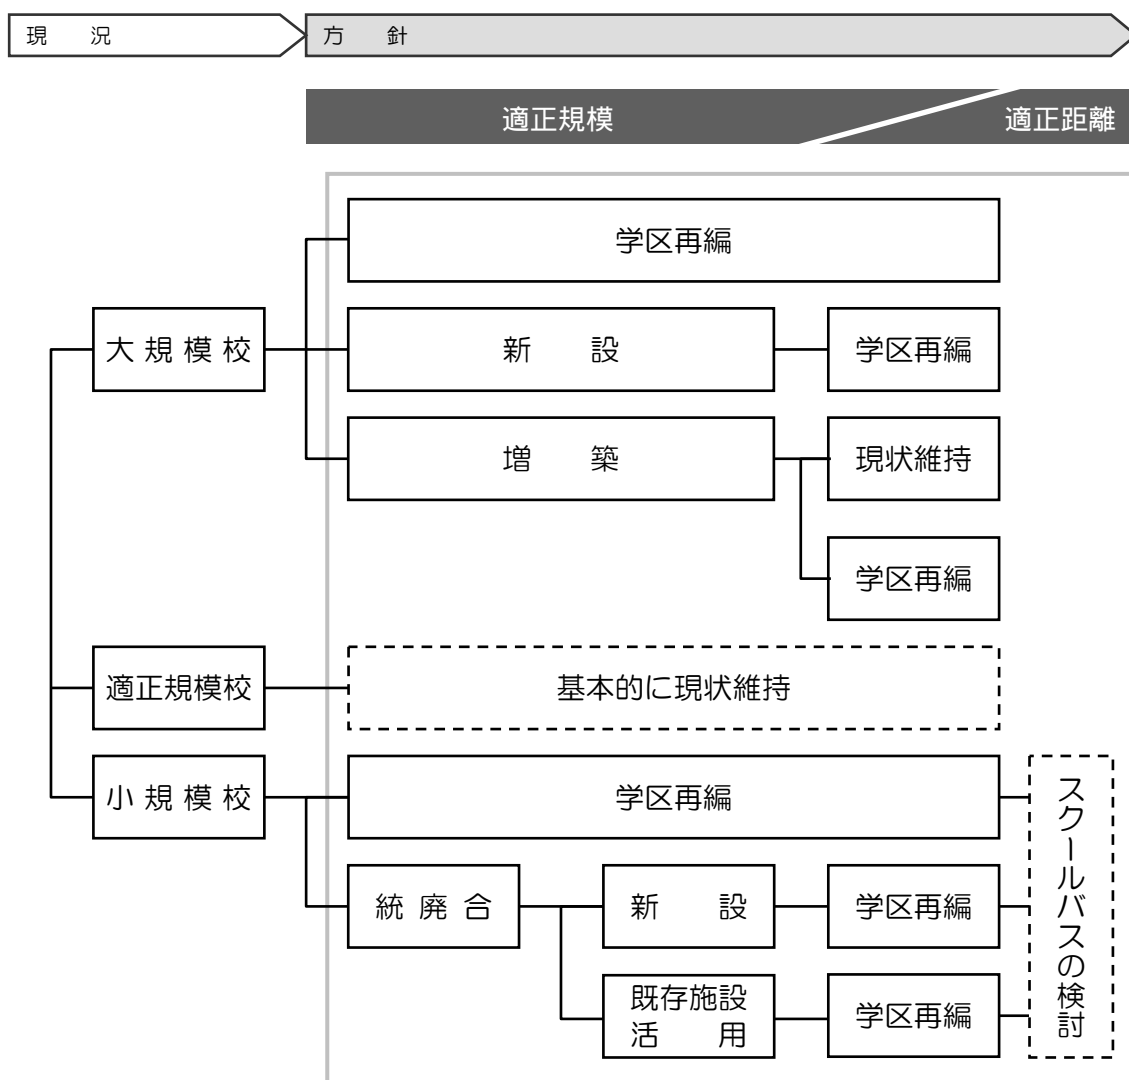 現　況
方　針
適正規模
適正距離
学区再編
大規模校
新　設
学区再編
増　築
現状維持
学区再編
適正規模校
基本的に現状維持
小規模校
学区再編
スクールバスの検討
統廃合
新　設
学区再編
既存施設
活　用
学区再編